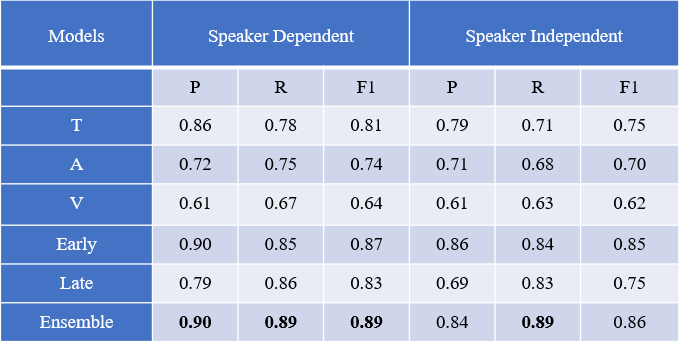 Models Speaker Dependent Speaker Independent
P R F1 P R F1
T 0.86 0.78 0.81 0.79 0.71 0.75
A 0.72 0.75 0.74 0.71 0.68 0.70
V 0.61 0.67 0.64 0.61 0.63 0.62
Early 0.90 0.85 0.87 0.86 0.84 0.85
Late 0.79 0.86 0.83 0.69 0.83 0.75
Ensemble 0.90 0.89 0.89 0.84 0.89 0.86